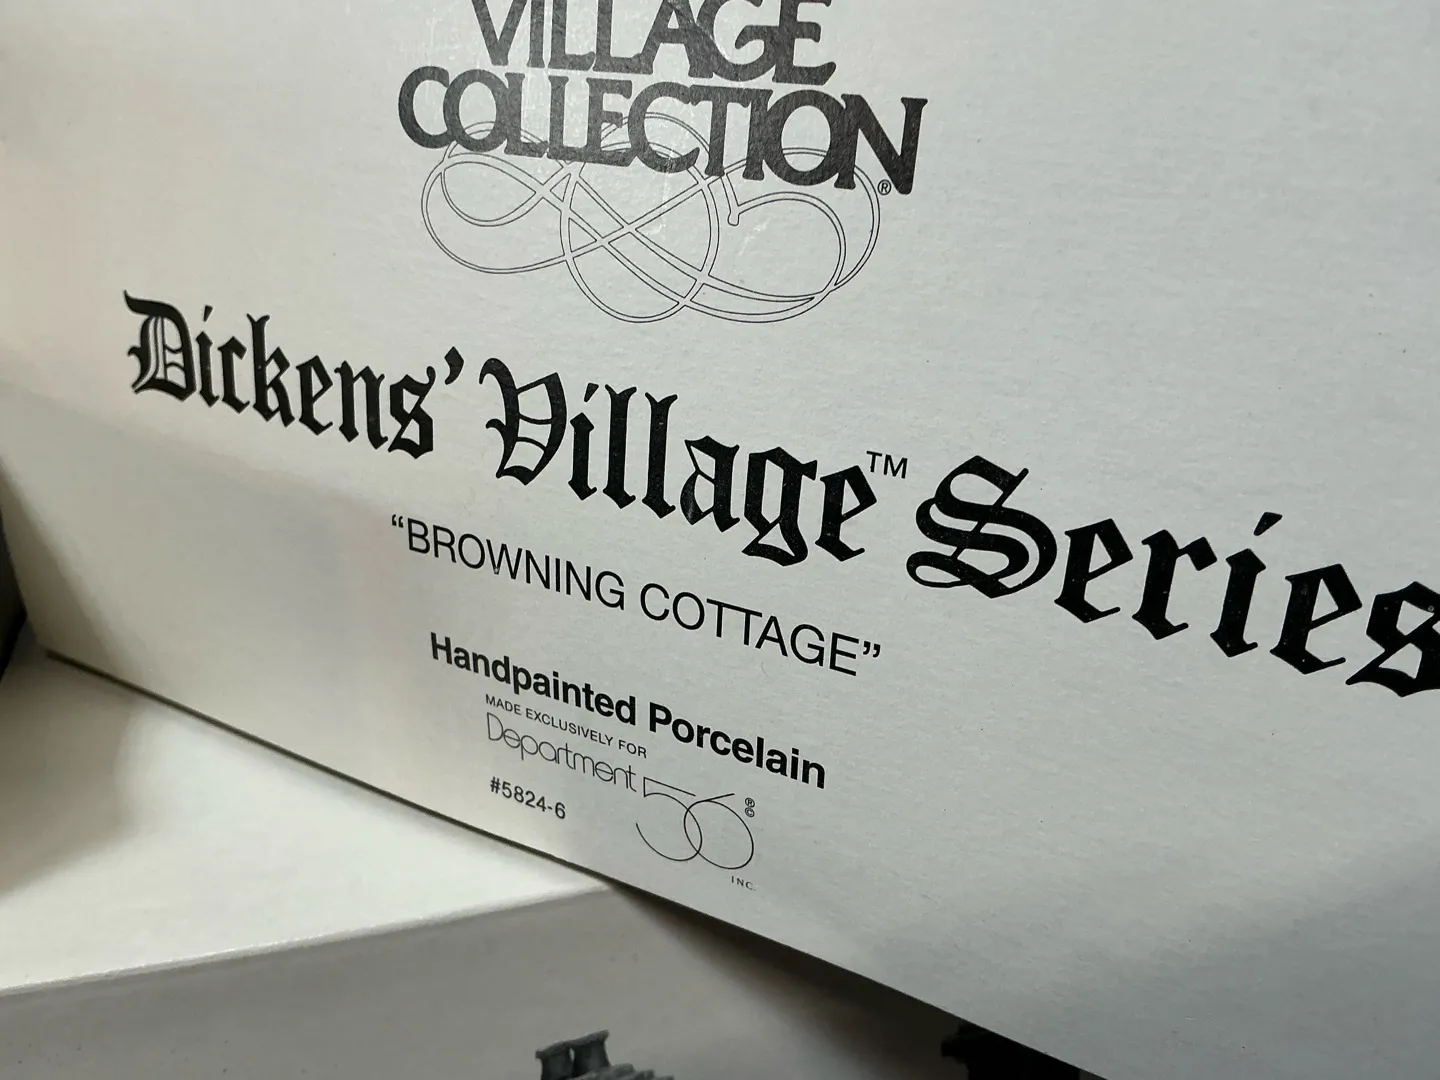 VILLAGE
COLLECTION®
Dickens' Village™ Series
“BROWNING COTTAGE”
Handpainted Porcelain
MADE EXCLUSIVELY FOR
Department 56®©
INC.
#5824-6